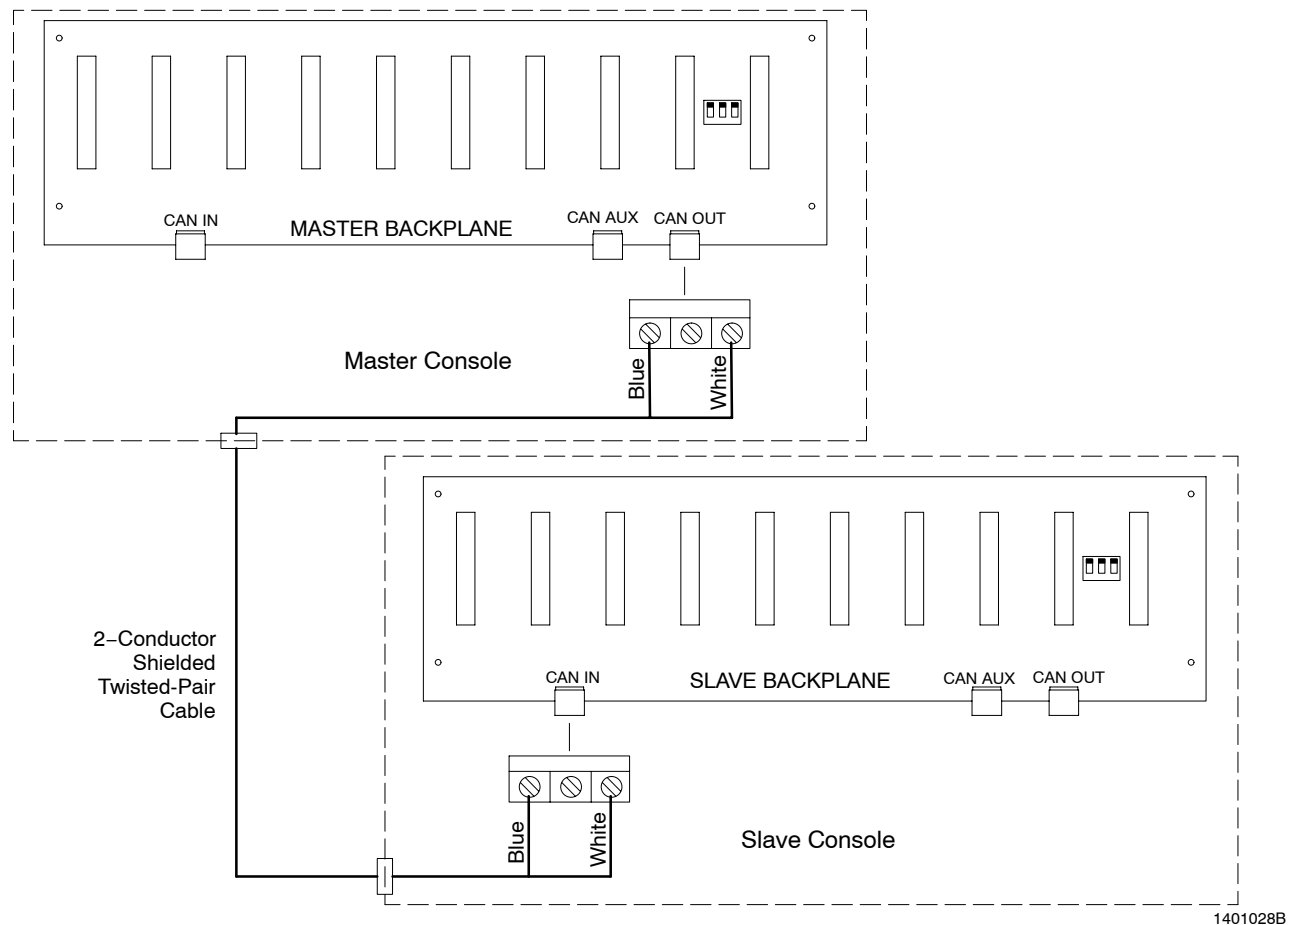 CAN IN
MASTER BACKPLANE
CAN AUX
CAN OUT
Master Console
Blue
White
2–Conductor
Shielded
Twisted-Pair
Cable
CAN IN
SLAVE BACKPLANE
CAN AUX
CAN OUT
Blue
White
Slave Console
1401028B